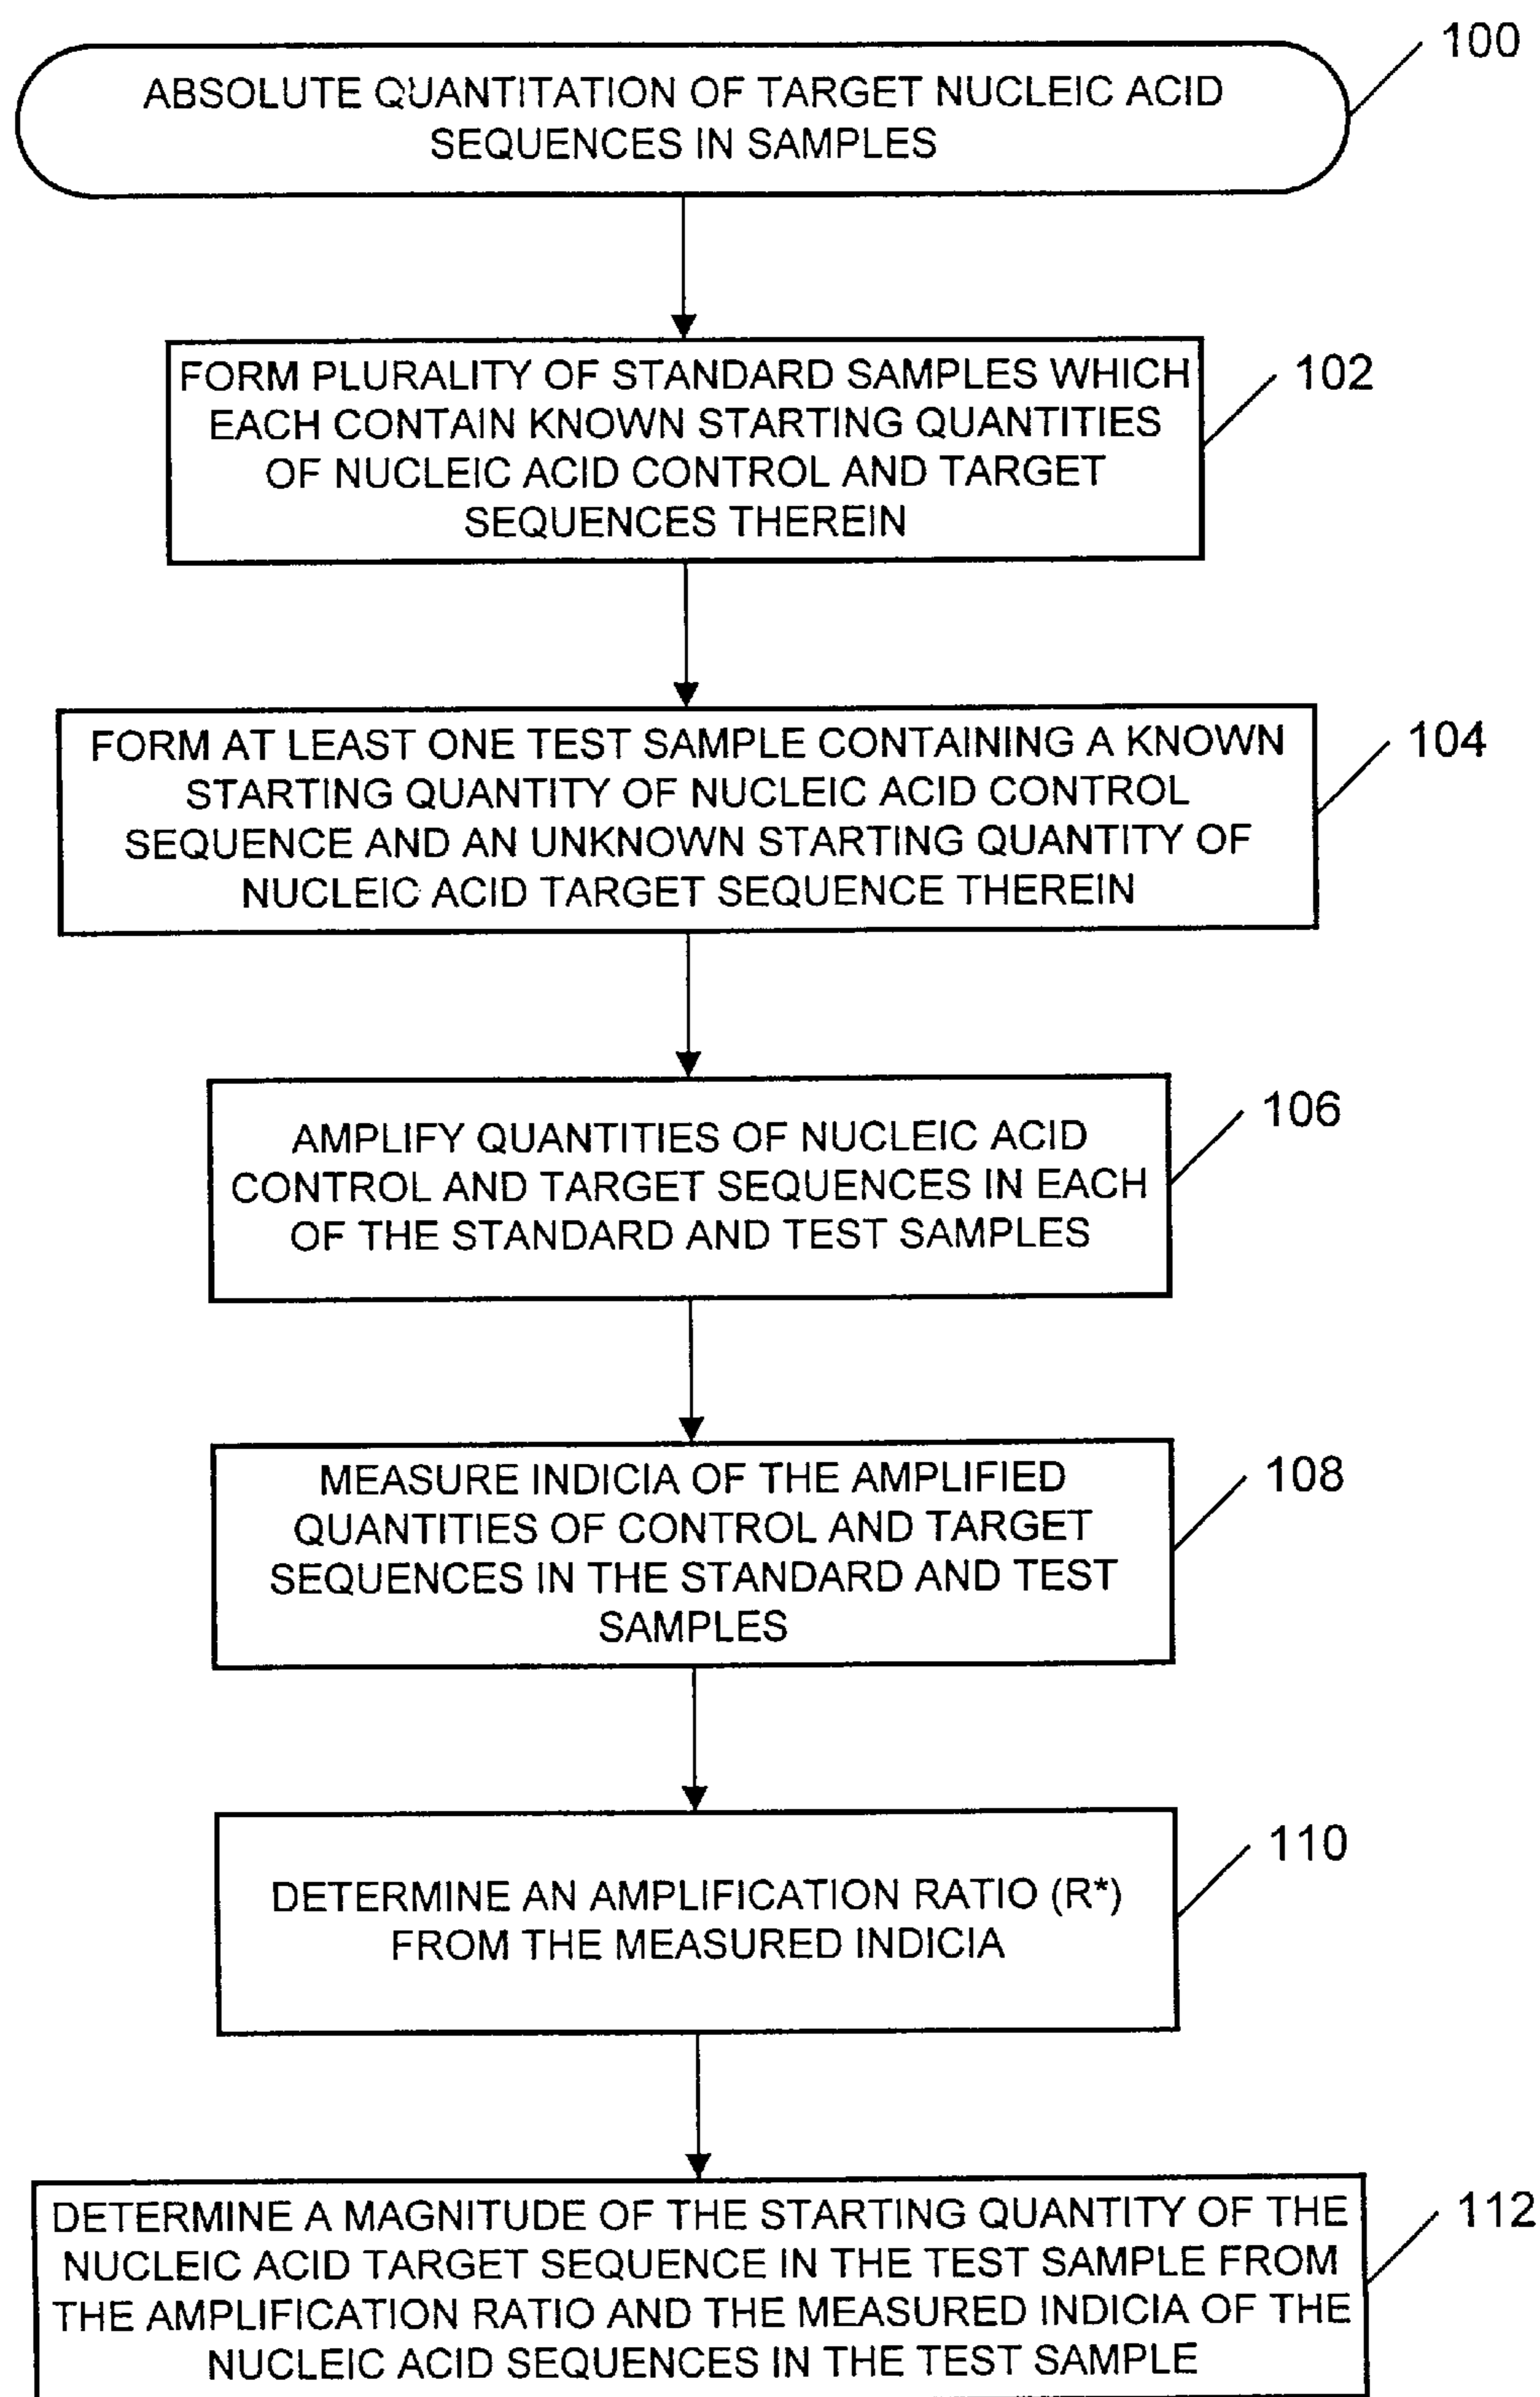 100
ABSOLUTE QUANTITATION OF TARGET NUCLEIC ACID
SEQUENCES IN SAMPLES
FORM PLURALITY OF STANDARD SAMPLES WHICH
EACH CONTAIN KNOWN STARTING QUANTITIES
OF NUCLEIC ACID CONTROL AND TARGET
SEQUENCES THEREIN
102
FORM AT LEAST ONE TEST SAMPLE CONTAINING A KNOWN
STARTING QUANTITY OF NUCLEIC ACID CONTROL
SEQUENCE AND AN UNKNOWN STARTING QUANTITY OF
NUCLEIC ACID TARGET SEQUENCE THEREIN
104
AMPLIFY QUANTITIES OF NUCLEIC ACID
CONTROL AND TARGET SEQUENCES IN EACH
OF THE STANDARD AND TEST SAMPLES
106
MEASURE INDICIA OF THE AMPLIFIED
QUANTITIES OF CONTROL AND TARGET
SEQUENCES IN THE STANDARD AND TEST
SAMPLES
108
DETERMINE AN AMPLIFICATION RATIO (R*)
FROM THE MEASURED INDICIA
110
DETERMINE A MAGNITUDE OF THE STARTING QUANTITY OF THE
NUCLEIC ACID TARGET SEQUENCE IN THE TEST SAMPLE FROM
THE AMPLIFICATION RATIO AND THE MEASURED INDICIA OF THE
NUCLEIC ACID SEQUENCES IN THE TEST SAMPLE
112